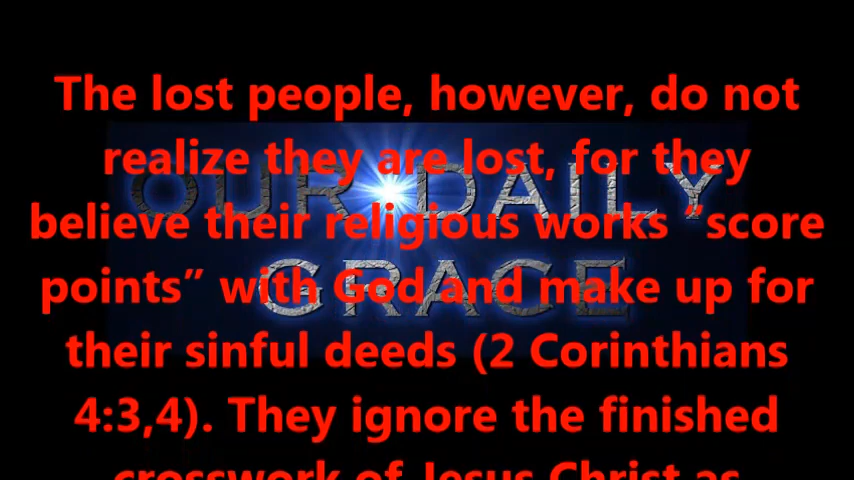 The lost people, however, do not
realize they are lost, for they
believe their religious works “score
points” with God and make up for
their sinful deeds (2 Corinthians
4:3,4). They ignore the finished
crosswork of Jesus Christ as
OUR DAILY
GRACE